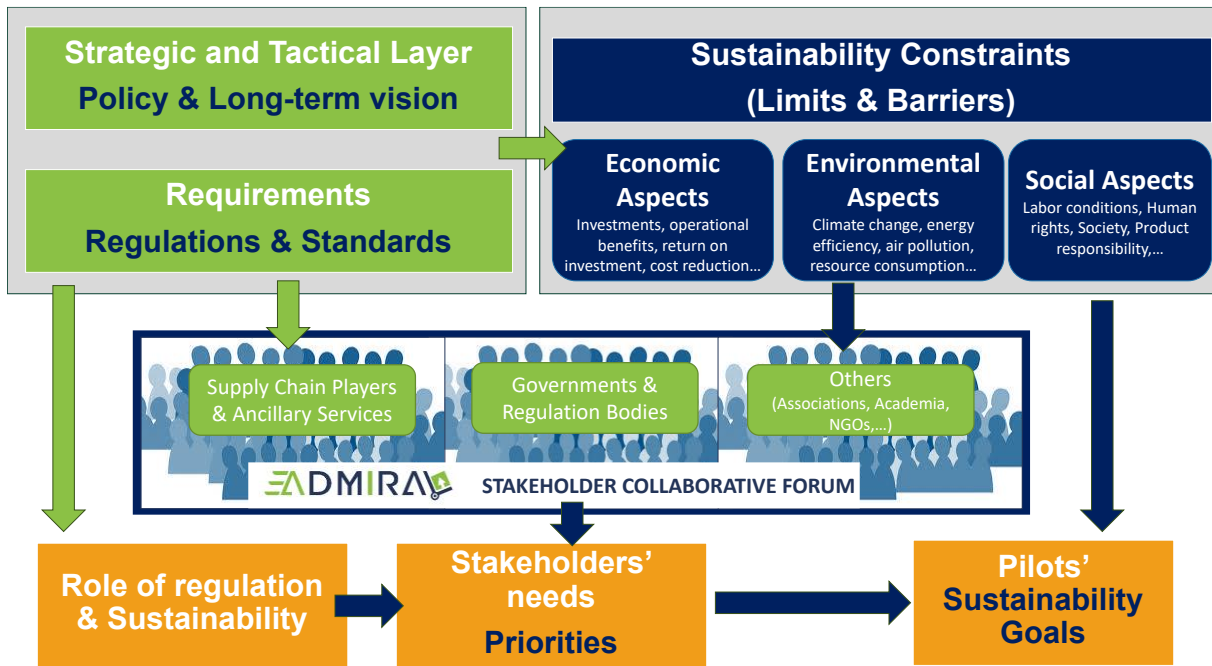 Strategic and Tactical Layer
Policy & Long-term vision
Requirements
Regulations & Standards
Sustainability Constraints
(Limits & Barriers)
Economic
Aspects
Investments, operational
benefits, return on
investment, cost reduction…
Environmental
Aspects
Climate change, energy
efficiency, air pollution,
resource consumption…
Social Aspects
Labor conditions, Human
rights, Society, Product
responsibility,…
Supply Chain Players
& Ancillary Services
Governments &
Regulation Bodies
Others
(Associations, Academia,
NGOs,…)
ADMIRAL
STAKEHOLDER COLLABORATIVE FORUM
Role of regulation
& Sustainability
Stakeholders’
needs
Priorities
Pilots’
Sustainability
Goals